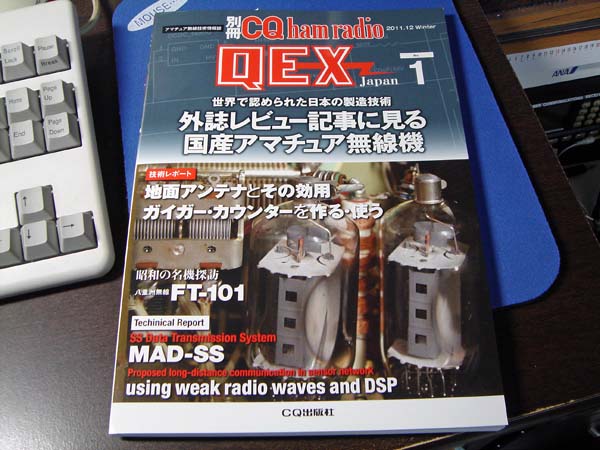 Scroll Lock
Pause Break
Page Up
End
Page Down
MOUSE
アマチュア無線技術情報誌
別冊 CQ ham radio
2011.12 Winter
QEX Japan
No. 1
世界で認められた日本の製造技術
外誌レビュー記事に見る
国産アマチュア無線機
技術レポート
地面アンテナとその効用
ガイガー・カウンターを作る・使う
昭和の名機探訪
八重洲無線 FT-101
Techinical Report
SS Data Transmission System
MAD-SS
Proposed long-distance communication in sensor network
using weak radio waves and DSP
CQ出版社
ANA